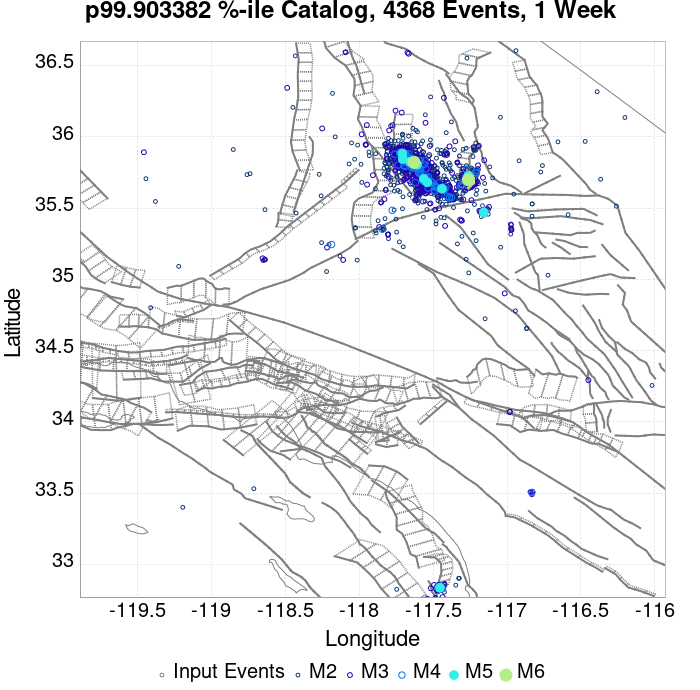 p99.903382 %-ile Catalog, 4368 Events, 1 Week
36.5
36
35.5
35
34.5
34
33.5
33
Latitude
-119.5 -119 -118.5 -118 -117.5 -117 -116.5 -116
Longitude
Input Events M2 M3 M4 M5 M6